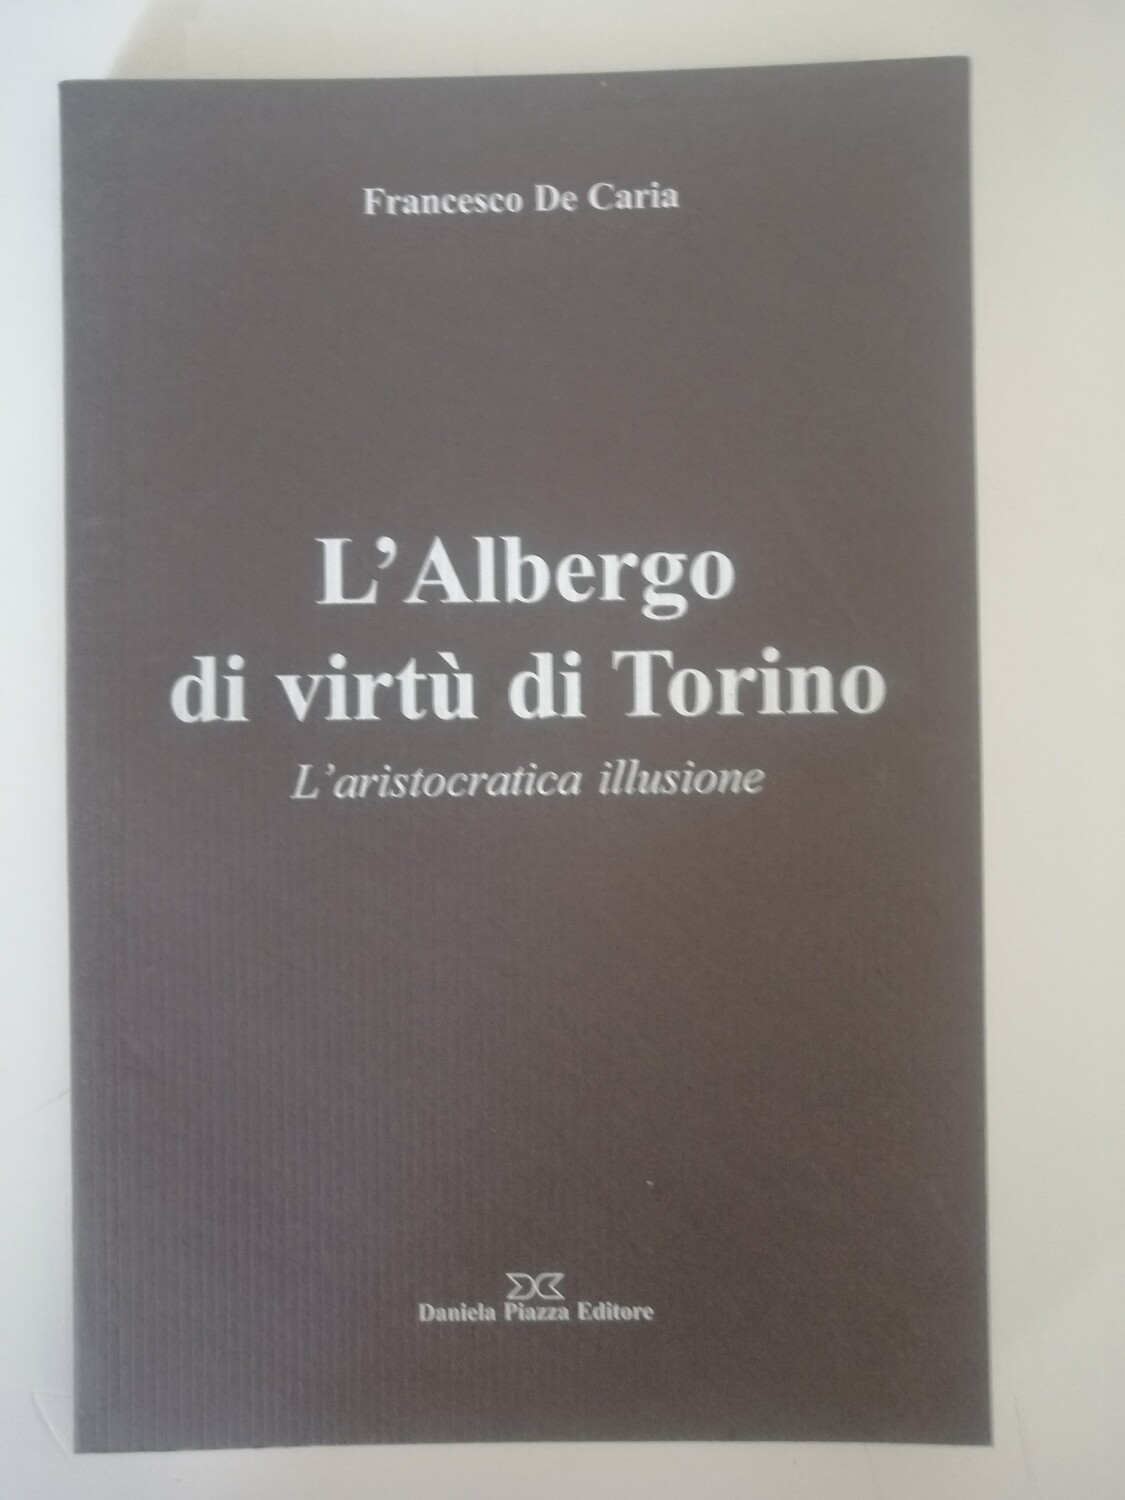 Francesco De Caria
L'Albergo
di virtù di Torino
L'aristocratica illusione
Daniela Piazza Editore